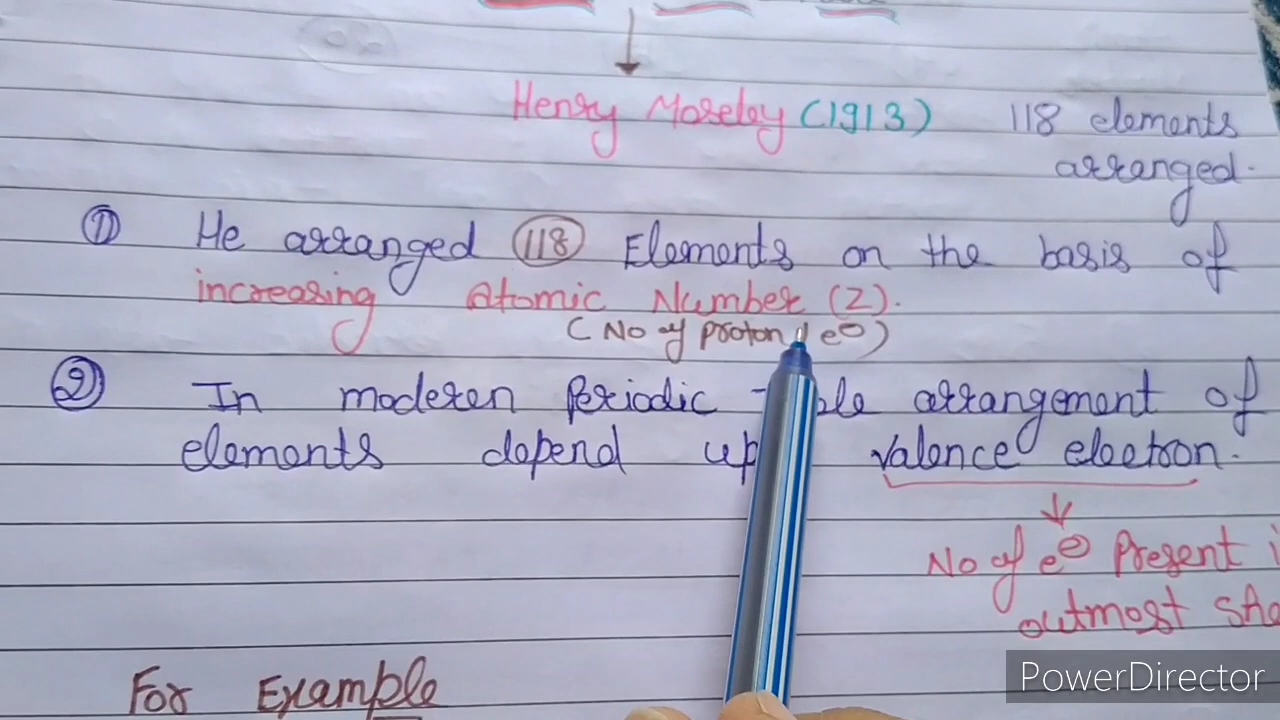 Henry Moseley (1913) 118 elements
arranged.
① He arranged 118 Elements on the basis of
increasing Atomic Number (Z).
(No of proton / e⊖)
② In moderen Periodic arrangement of
elements depend valence electron.
No of e⊖ Present
outmost
For Example
PowerDirector